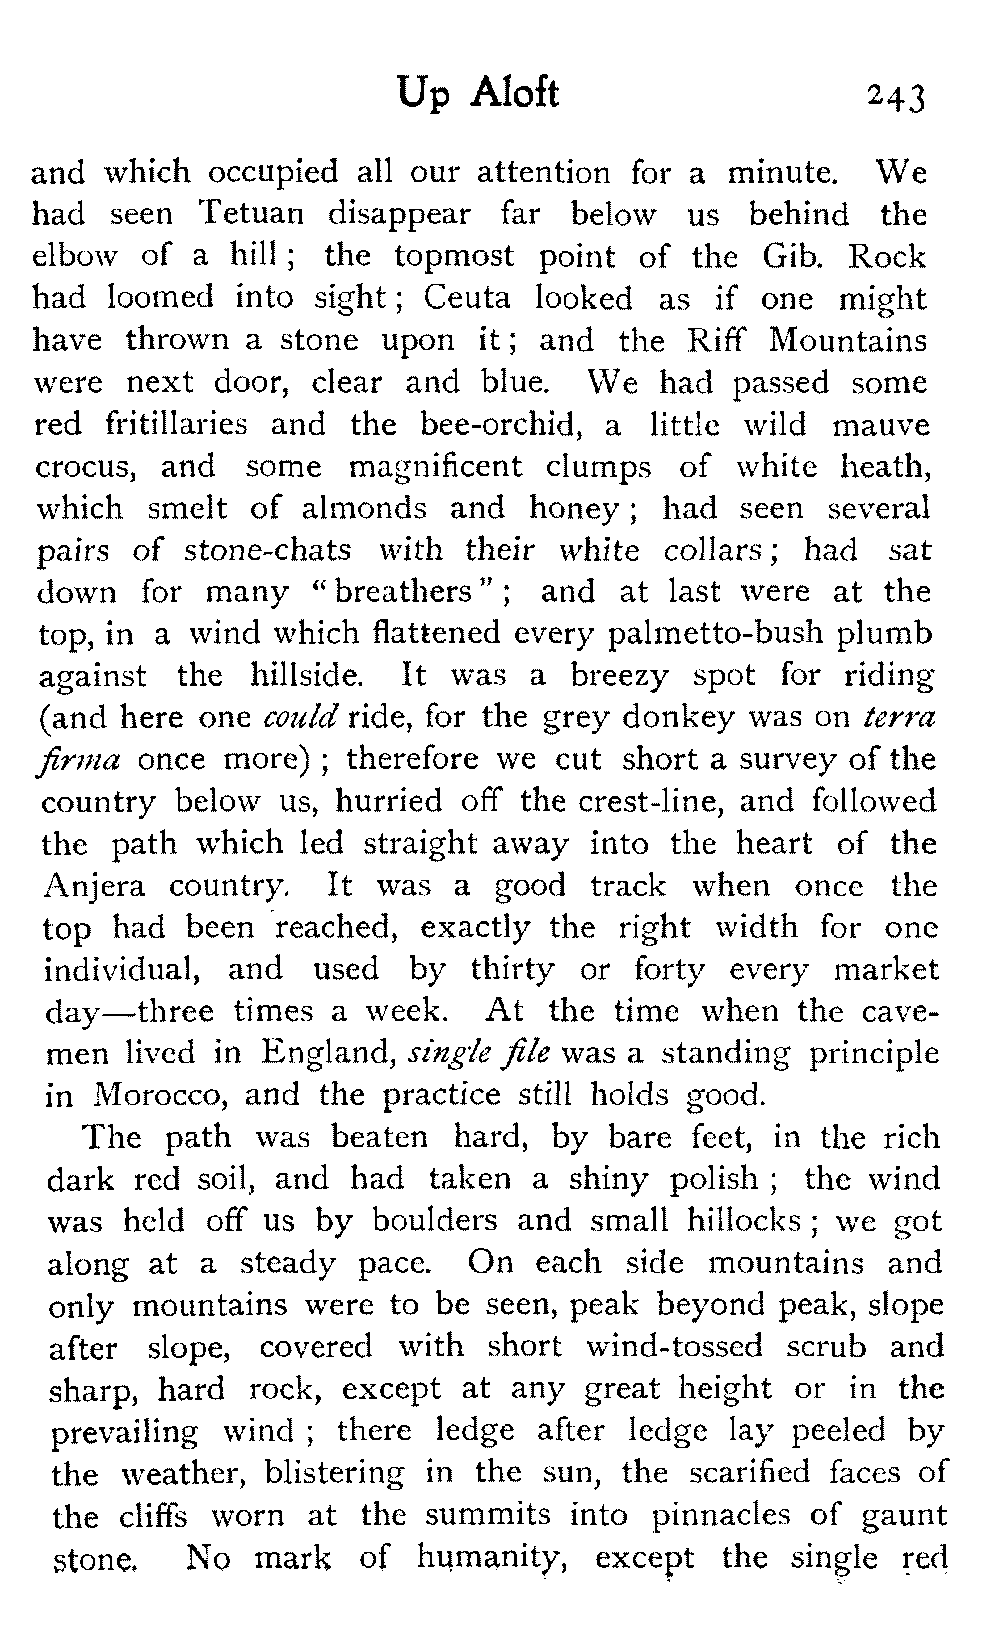 Up Aloft 243
and which occupied all our attention for a minute. We
had seen Tetuan disappear far below us behind the
elbow of a hill ; the topmost point of the Gib. Rock
had loomed into sight ; Ceuta looked as if one might
have thrown a stone upon it ; and the Riff Mountains
were next door, clear and blue. We had passed some
red fritillaries and the bee-orchid, a little wild mauve
crocus, and some magnificent clumps of white heath,
which smelt of almonds and honey ; had seen several
pairs of stone-chats with their white collars ; had sat
down for many “ breathers ” ; and at last were at the
top, in a wind which flattened every palmetto-bush plumb
against the hillside. It was a breezy spot for riding
(and here one could ride, for the grey donkey was on terra
firma once more) ; therefore we cut short a survey of the
country below us, hurried off the crest-line, and followed
the path which led straight away into the heart of the
Anjera country. It was a good track when once the
top had been reached, exactly the right width for one
individual, and used by thirty or forty every market
day—three times a week. At the time when the cave-
men lived in England, single file was a standing principle
in Morocco, and the practice still holds good.
The path was beaten hard, by bare feet, in the rich
dark red soil, and had taken a shiny polish ; the wind
was held off us by boulders and small hillocks ; we got
along at a steady pace. On each side mountains and
only mountains were to be seen, peak beyond peak, slope
after slope, covered with short wind-tossed scrub and
sharp, hard rock, except at any great height or in the
prevailing wind ; there ledge after ledge lay peeled by
the weather, blistering in the sun, the scarified faces of
the cliffs worn at the summits into pinnacles of gaunt
stone. No mark of humanity, except the single red